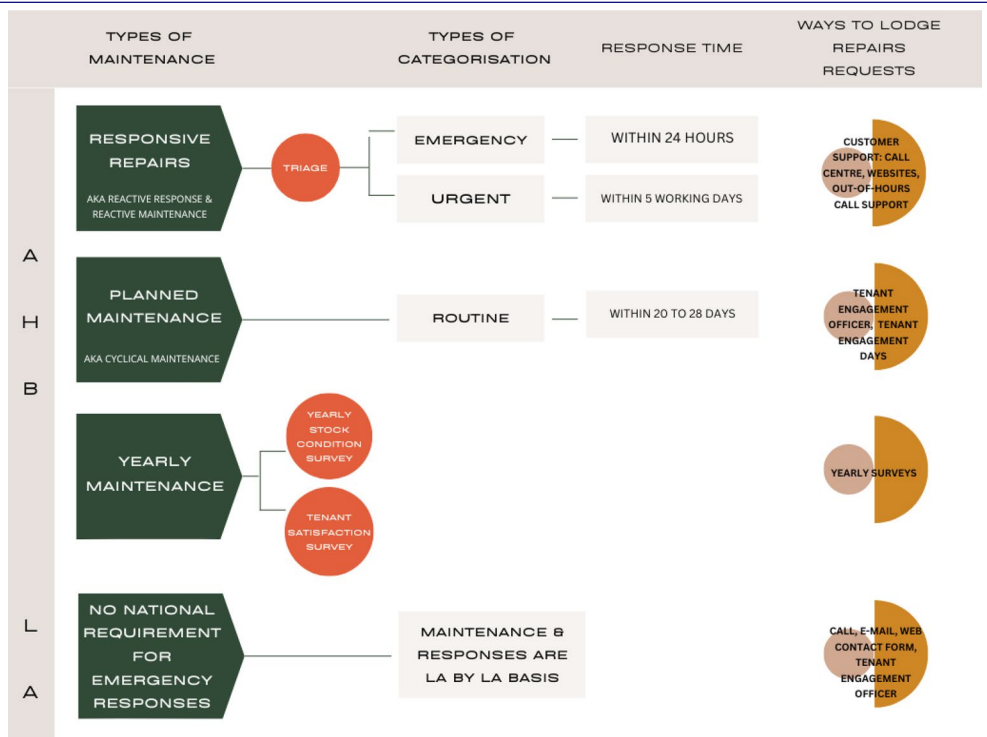 TYPES OF
MAINTENANCE
TYPES OF
CATEGORISATION
RESPONSE TIME
WAYS TO LODGE
REPAIRS
REQUESTS
A
H
B
RESPONSIVE
REPAIRS
AKA REACTIVE RESPONSE &
REACTIVE MAINTENANCE
TRIAGE
EMERGENCY
WITHIN 24 HOURS
URGENT
WITHIN 5 WORKING DAYS
CUSTOMER
SUPPORT: CALL
CENTRE, WEBSITES,
OUT-OF-HOURS
CALL SUPPORT
PLANNED
MAINTENANCE
AKA CYCLICAL MAINTENANCE
ROUTINE
WITHIN 20 TO 28 DAYS
TENANT
ENGAGEMENT
OFFICER, TENANT
ENGAGEMENT
DAYS
YEARLY
MAINTENANCE
YEARLY
STOCK
CONDITION
SURVEY
TENANT
SATISFACTION
SURVEY
YEARLY SURVEYS
L
A
NO NATIONAL
REQUIREMENT
FOR
EMERGENCY
RESPONSES
MAINTENANCE &
RESPONSES ARE
LA BY LA BASIS
CALL, E-MAIL, WEB
CONTACT FORM,
TENANT
ENGAGEMENT
OFFICER